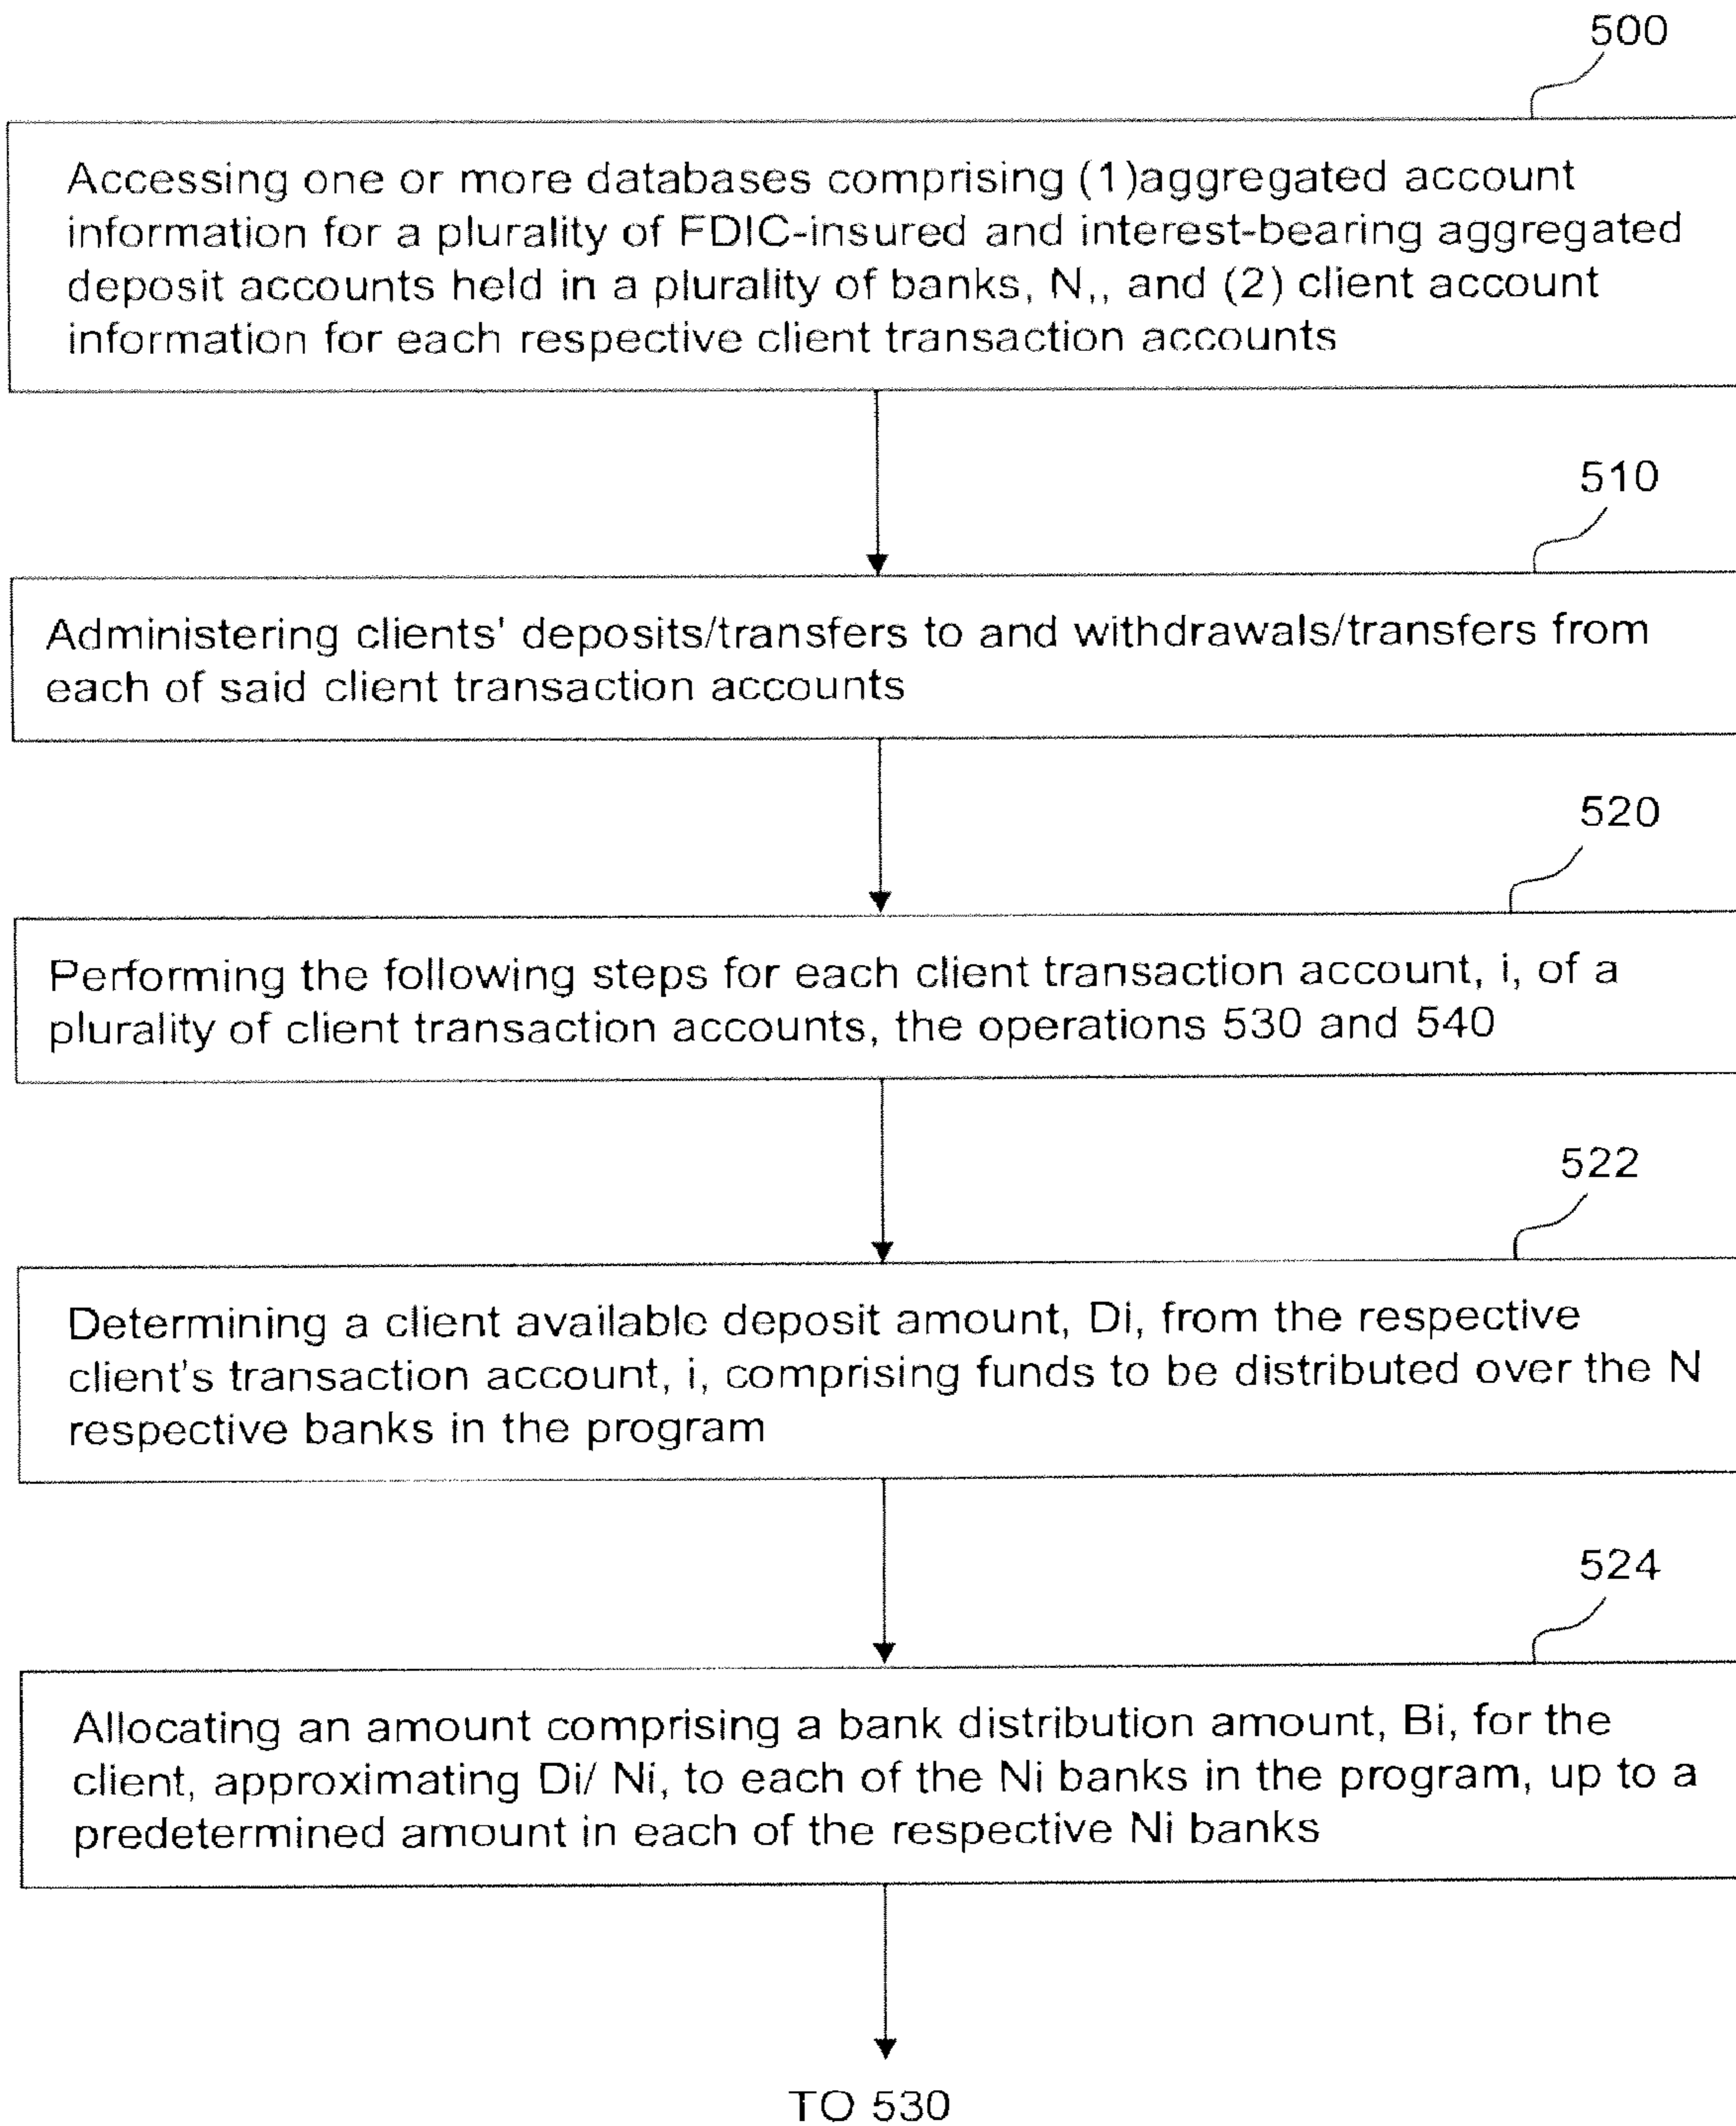 500
Accessing one or more databases comprising (1)aggregated account
information for a plurality of FDIC-insured and interest-bearing aggregated
deposit accounts held in a plurality of banks, N,, and (2) client account
information for each respective client transaction accounts
510
Administering clients' deposits/transfers to and withdrawals/transfers from
each of said client transaction accounts
520
Performing the following steps for each client transaction account, i, of a
plurality of client transaction accounts, the operations 530 and 540
522
Determining a client available deposit amount, Di, from the respective
client's transaction account, i, comprising funds to be distributed over the N
respective banks in the program
524
Allocating an amount comprising a bank distribution amount, Bi, for the
client, approximating Di/ Ni, to each of the Ni banks in the program, up to a
predetermined amount in each of the respective Ni banks
TO 530